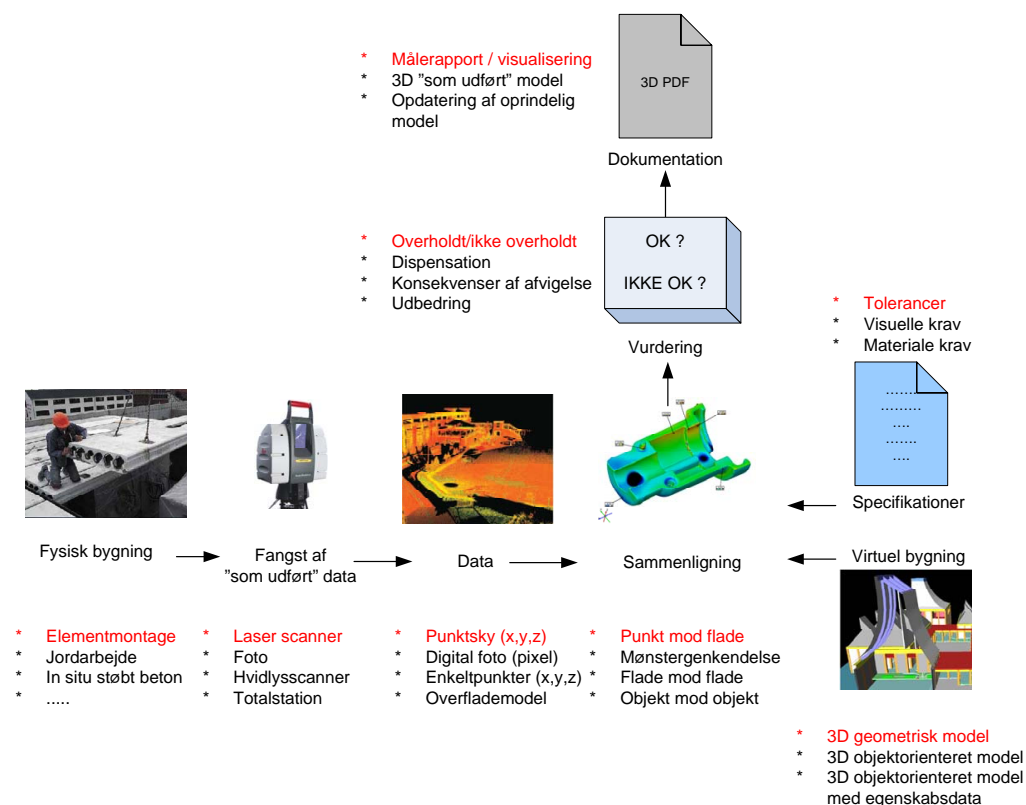 * Målerapport / visualisering
* 3D ”som udført” model
* Opdatering af oprindelig
model
3D PDF
Dokumentation
* Overholdt/ikke overholdt
* Dispensation
* Konsekvenser af afvigelse
* Udbedring
OK ?
IKKE OK ?
Vurdering
* Tolerancer
* Visuelle krav
* Materiale krav
........
.........
....
.......
....
Specifikationer
Fysisk bygning
Fangst af
”som udført” data
Data
Sammenligning
Virtuel bygning
* Elementmontage
* Jordarbejde
* In situ støbt beton
* .....
* Laser scanner
* Foto
* Hvidlysscanner
* Totalstation
* Punktsky (x,y,z)
* Digital foto (pixel)
* Enkeltpunkter (x,y,z)
* Overflademodel
* Punkt mod flade
* Mønstergenkendelse
* Flade mod flade
* Objekt mod objekt
* 3D geometrisk model
* 3D objektorienteret model
* 3D objektorienteret model
med egenskabsdata